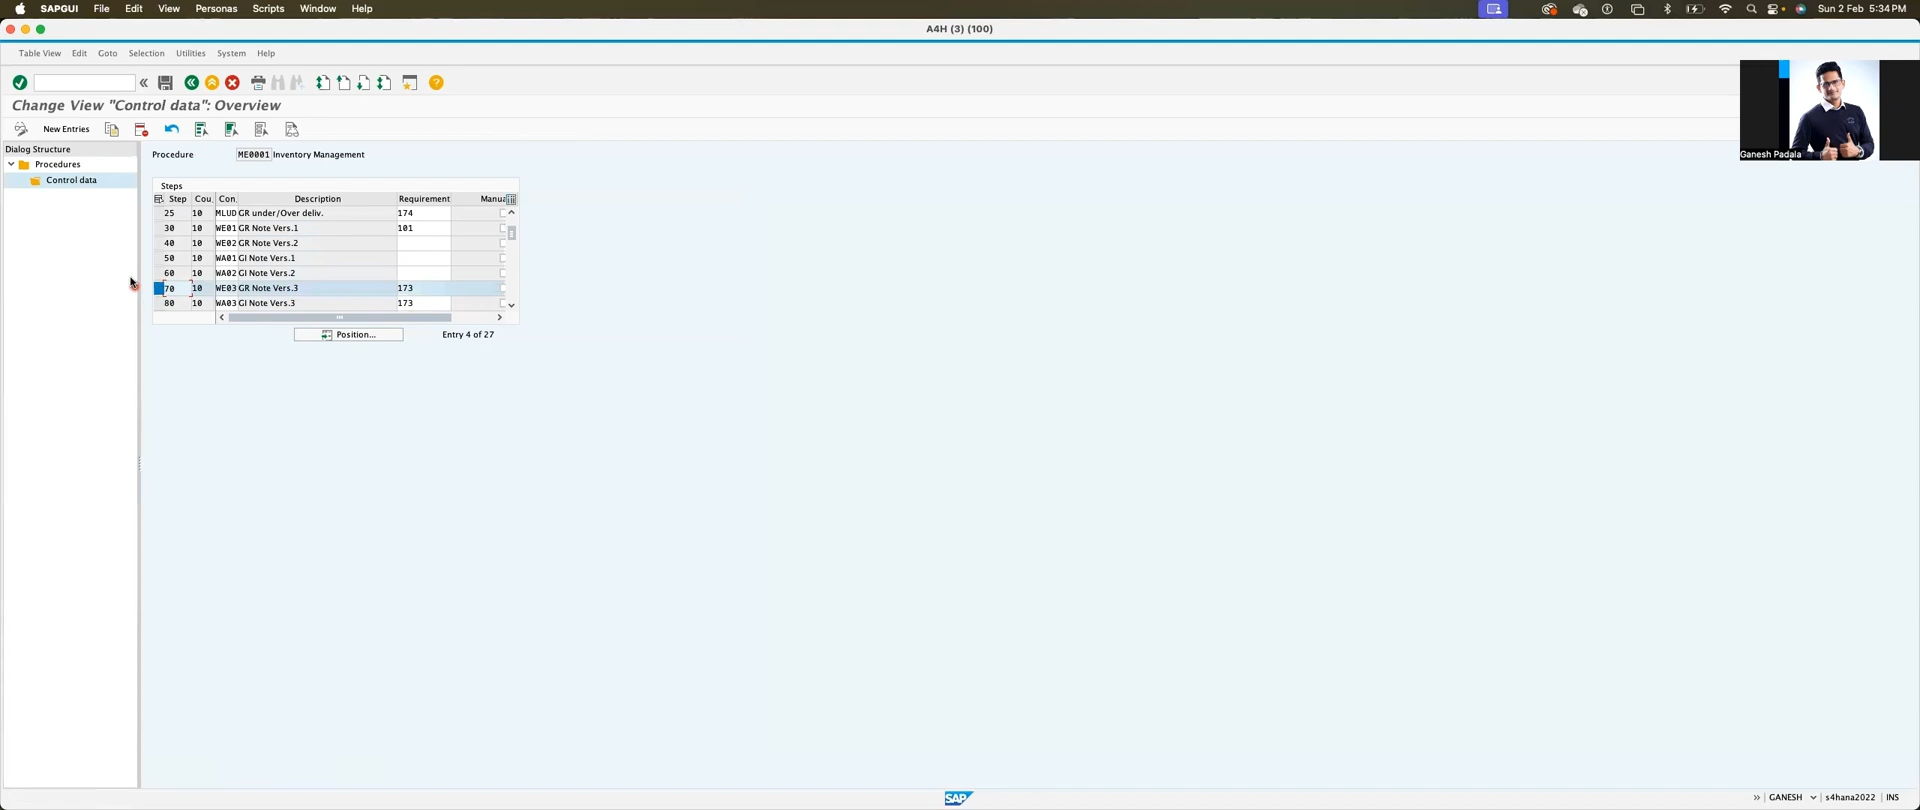 SAPGUI File Edit View Personas Scripts Window Help Sun 2 Feb 5:34 PM
A4H (3) (100)
Table View Edit Goto Selection Utilities System Help
Change View "Control data": Overview
New Entries
Dialog Structure
Procedures
Control data
Procedure ME0001 Inventory Management
Steps
Step Cou. Con. Description Requirement Manua
25 10 MLUD GR under/Over deliv. 174
30 10 WE01 GR Note Vers.1 101
40 10 WE02 GR Note Vers.2
50 10 WA01 GI Note Vers.1
60 10 WA02 GI Note Vers.2
70 10 WE03 GR Note Vers.3 173
80 10 WA03 GI Note Vers.3 173
Position... Entry 4 of 27
Ganesh Padala
SAP
GANESH s4hana2022 INS